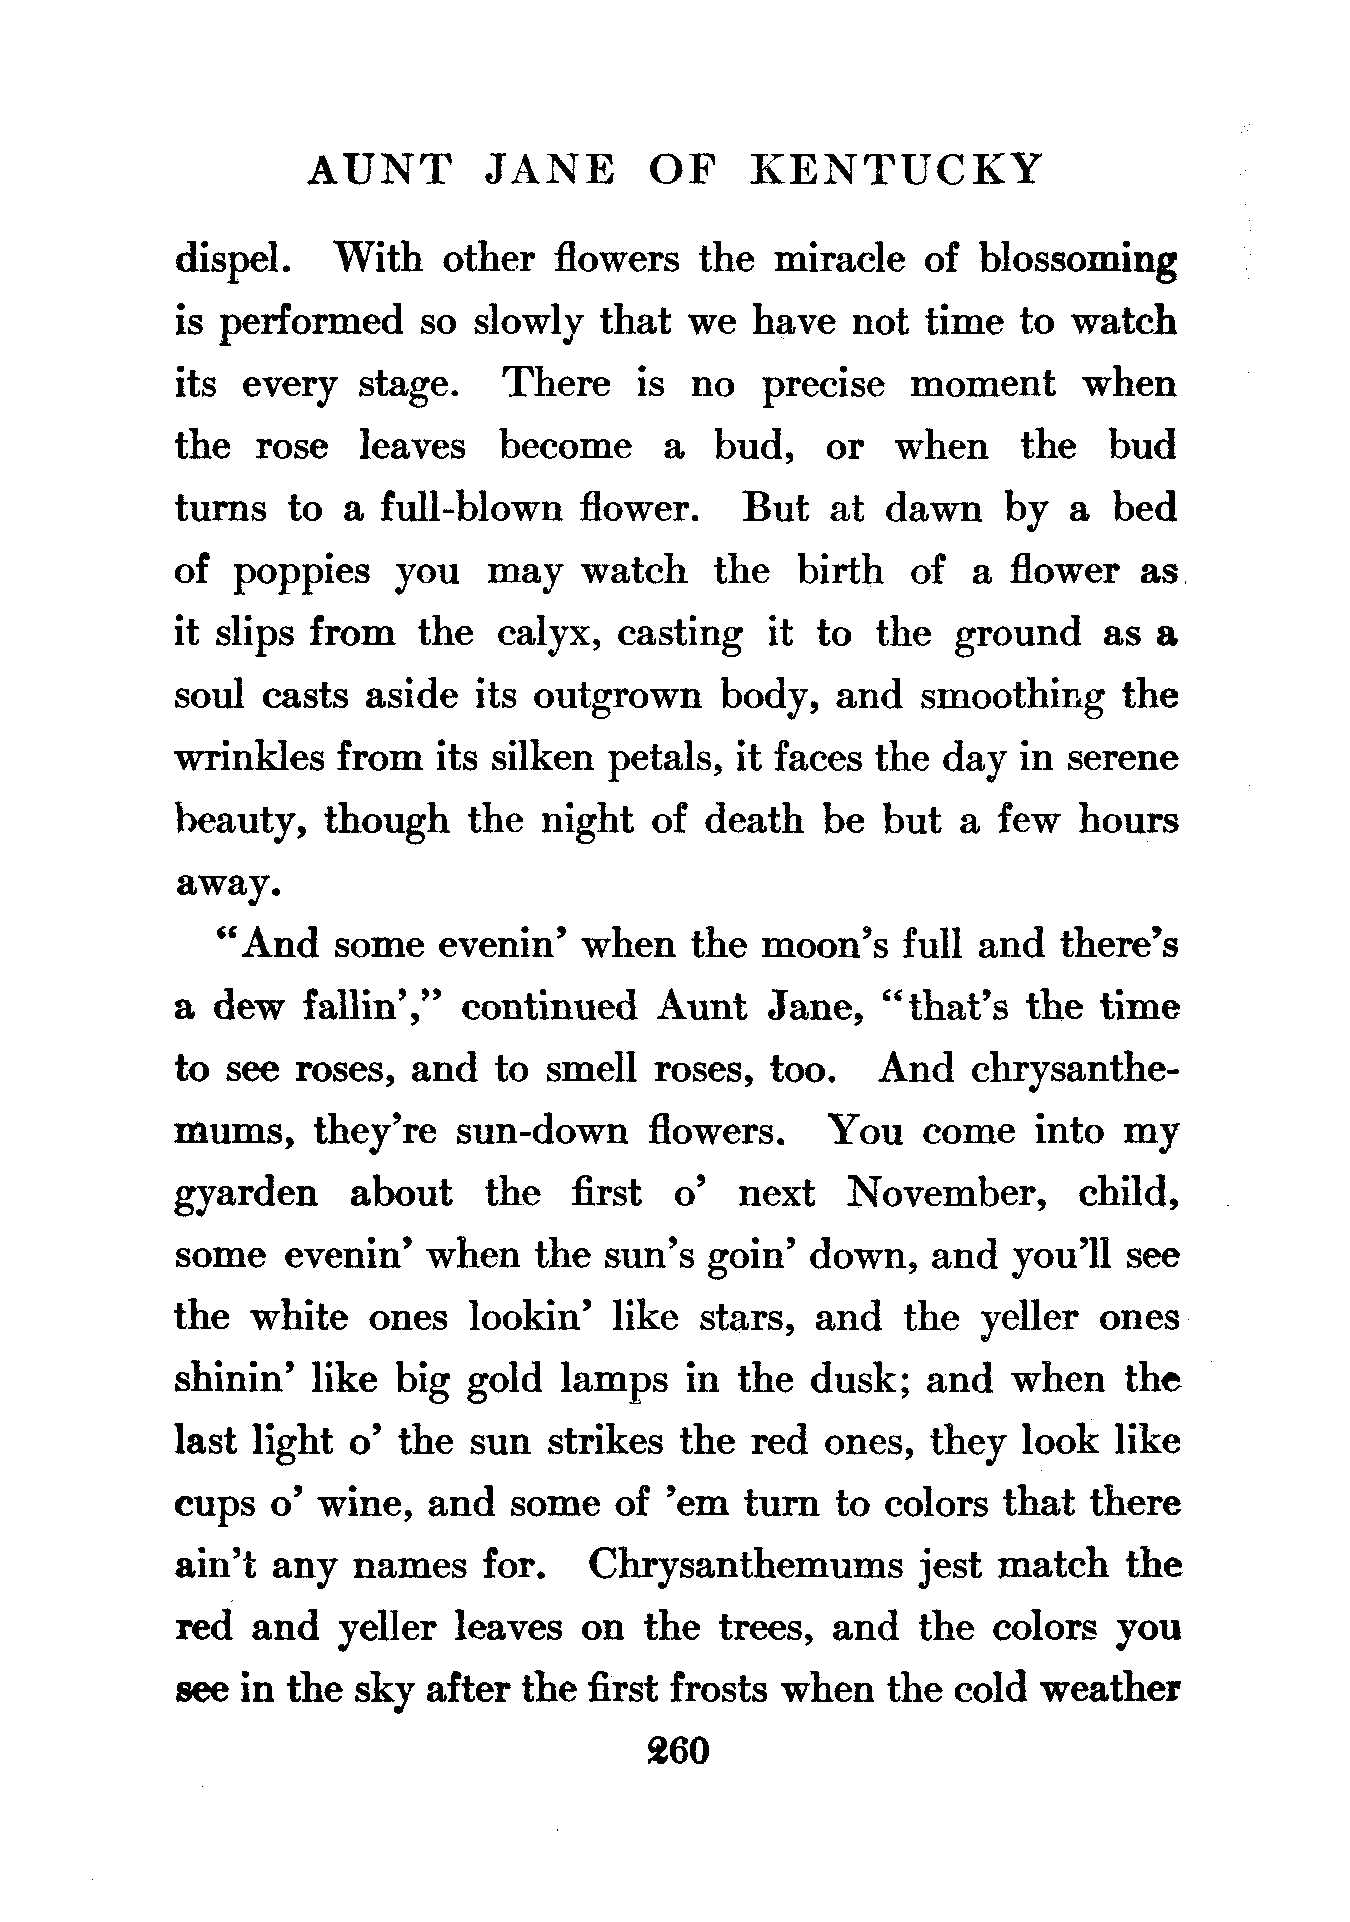 AUNT JANE OF KENTUCKY
dispel. With other flowers the miracle of blossoming
is performed so slowly that we have not time to watch
its every stage. There is no precise moment when
the rose leaves become a bud, or when the bud
turns to a full-blown flower. But at dawn by a bed
of poppies you may watch the birth of a flower as
it slips from the calyx, casting it to the ground as a
soul casts aside its outgrown body, and smoothing the
wrinkles from its silken petals, it faces the day in serene
beauty, though the night of death be but a few hours
away.
“And some evenin’ when the moon’s full and there’s
a dew fallin’,” continued Aunt Jane, “that’s the time
to see roses, and to smell roses, too. And chrysanthe-
mums, they’re sun-down flowers. You come into my
gyarden about the first o’ next November, child,
some evenin’ when the sun’s goin’ down, and you’ll see
the white ones lookin’ like stars, and the yeller ones
shinin’ like big gold lamps in the dusk; and when the
last light o’ the sun strikes the red ones, they look like
cups o’ wine, and some of ’em turn to colors that there
ain’t any names for. Chrysanthemums jest match the
red and yeller leaves on the trees, and the colors you
see in the sky after the first frosts when the cold weather
260